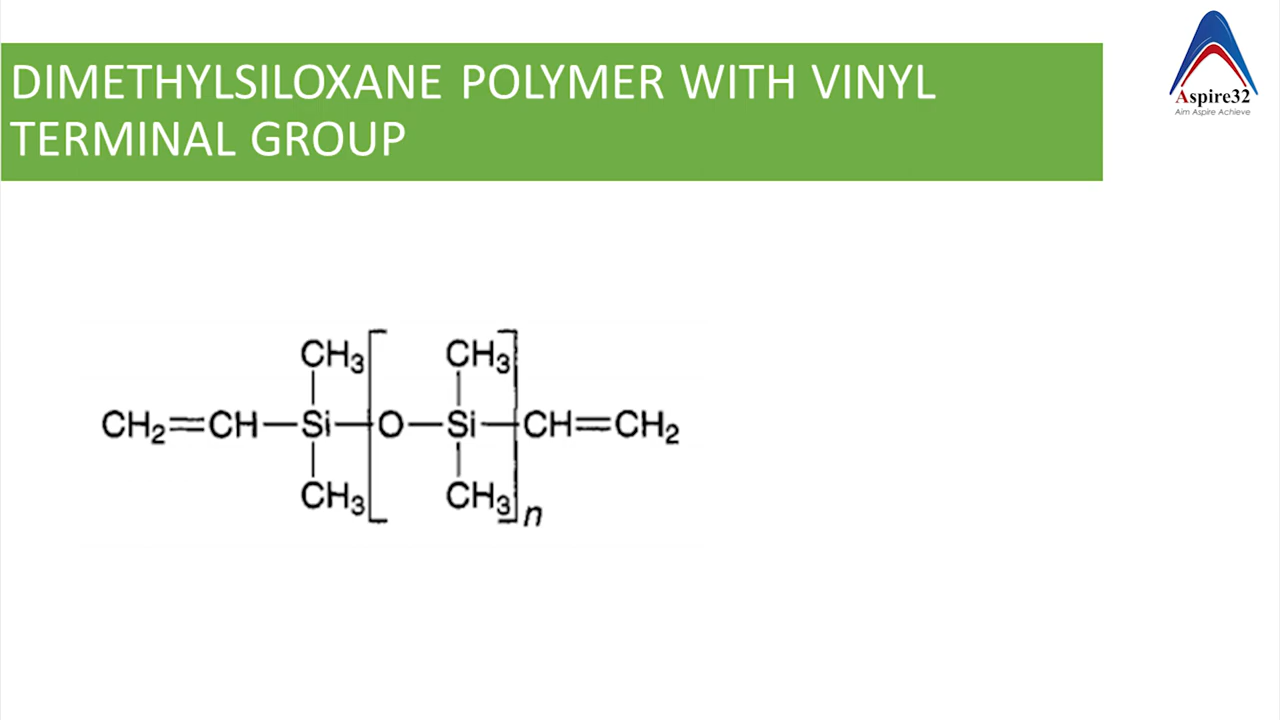 DIMETHYLSILOXANE POLYMER WITH VINYL
TERMINAL GROUP
Aspire32
Aim Aspire Achieve
CH3 CH3
CH2=CH—Si—[O—Si—]CH=CH2
CH3 CH3 n